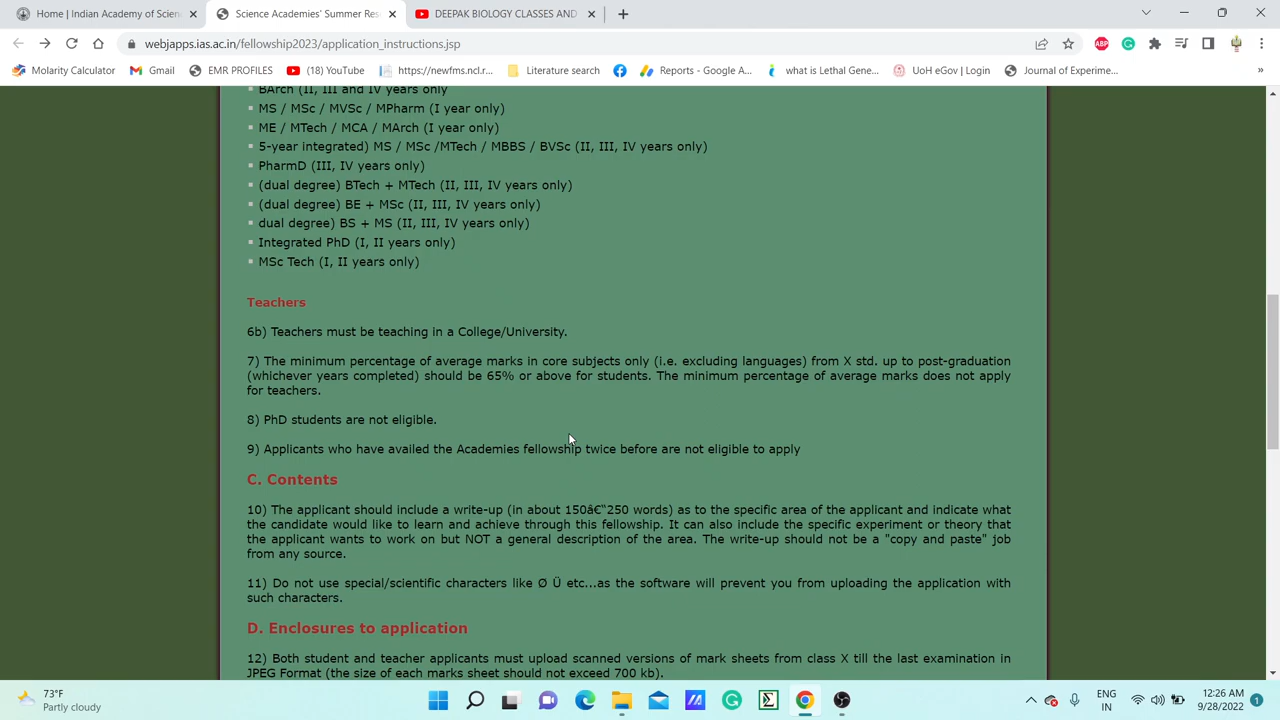 Home | Indian Academy of Scien
Science Academies' Summer Res
DEEPAK BIOLOGY CLASSES AND
webjapps.ias.ac.in/fellowship2023/application_instructions.jsp
ABP
Molarity Calculator
Gmail
EMR PROFILES
(18) YouTube
https://newfms.ncl.r...
Literature search
Reports - Google A...
what is Lethal Gene...
UoH eGov | Login
Journal of Experime...
»
BArch (II, III and IV years only
MS / MSc / MVSc / MPharm (I year only)
ME / MTech / MCA / MArch (I year only)
5-year integrated) MS / MSc /MTech / MBBS / BVSc (II, III, IV years only)
PharmD (III, IV years only)
(dual degree) BTech + MTech (II, III, IV years only)
(dual degree) BE + MSc (II, III, IV years only)
dual degree) BS + MS (II, III, IV years only)
Integrated PhD (I, II years only)
MSc Tech (I, II years only)
Teachers
6b) Teachers must be teaching in a College/University.
7) The minimum percentage of average marks in core subjects only (i.e. excluding languages) from X std. up to post-graduation
(whichever years completed) should be 65% or above for students. The minimum percentage of average marks does not apply
for teachers.
8) PhD students are not eligible.
9) Applicants who have availed the Academies fellowship twice before are not eligible to apply
C. Contents
10) The applicant should include a write-up (in about 150â€“250 words) as to the specific area of the applicant and indicate what
the candidate would like to learn and achieve through this fellowship. It can also include the specific experiment or theory that
the applicant wants to work on but NOT a general description of the area. The write-up should not be a "copy and paste" job
from any source.
11) Do not use special/scientific characters like Ø Ü etc...as the software will prevent you from uploading the application with
such characters.
D. Enclosures to application
12) Both student and teacher applicants must upload scanned versions of mark sheets from class X till the last examination in
JPEG Format (the size of each marks sheet should not exceed 700 kb).
73°F
Partly cloudy
ENG
IN
12:26 AM
9/28/2022
1